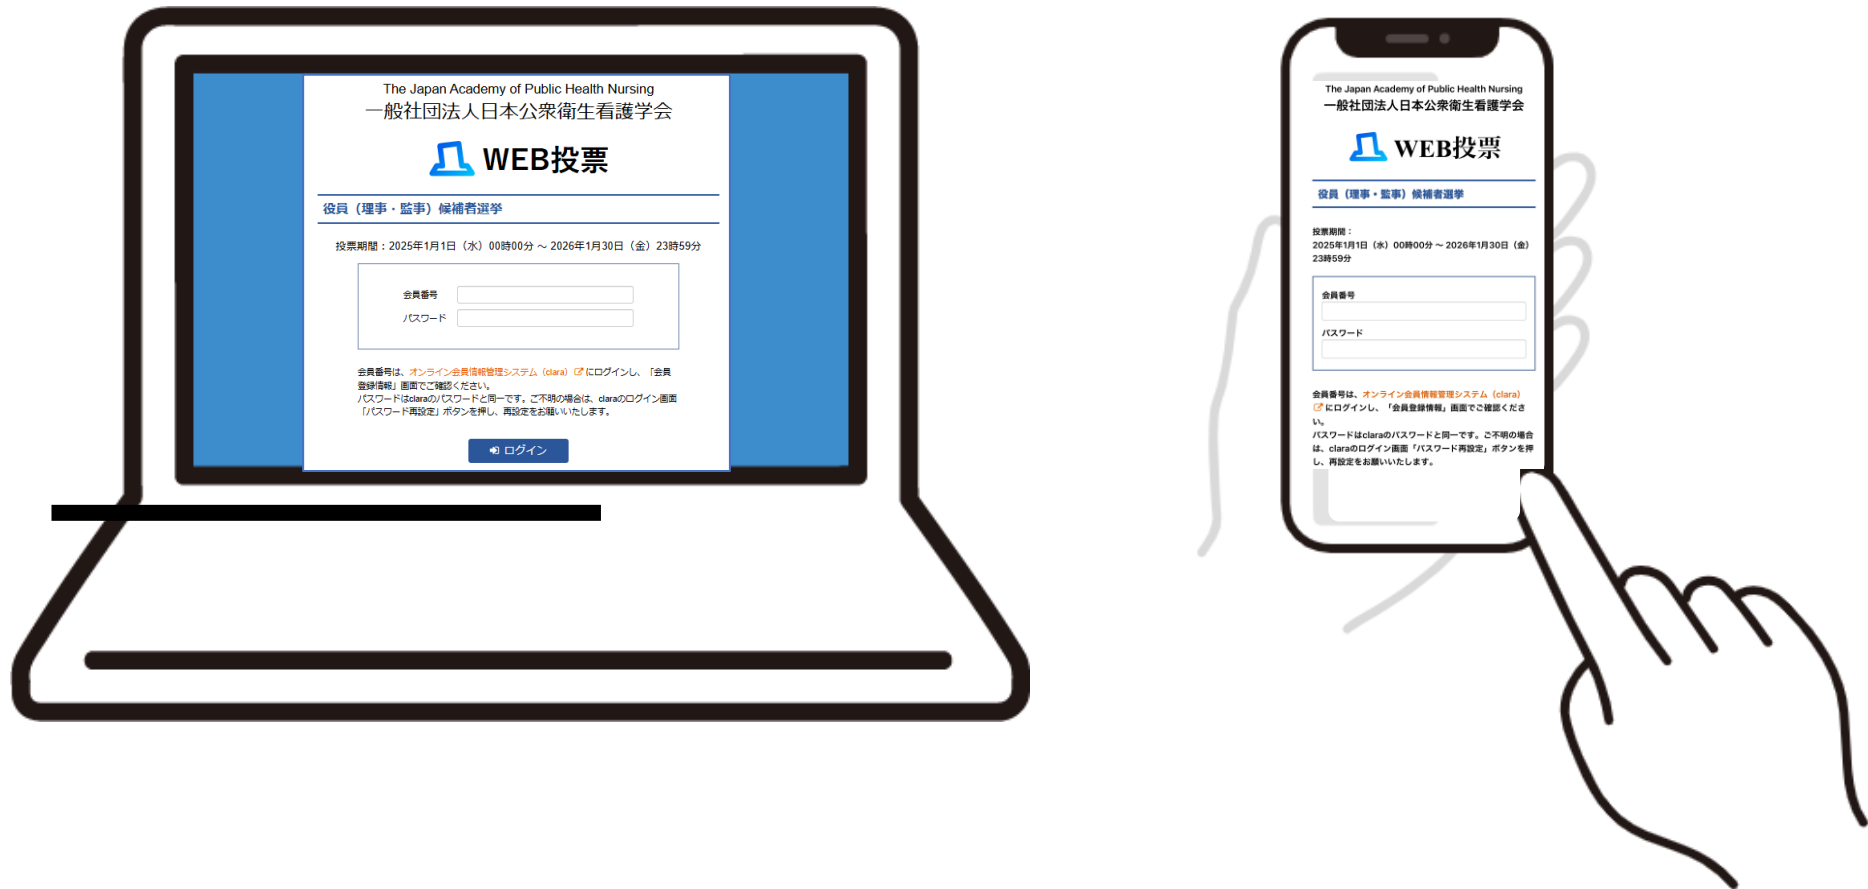 The Japan Academy of Public Health Nursing
一般社団法人日本公衆衛生看護学会
WEB投票
役員（理事・監事）候補者選挙
投票期間：2025年1月1日（水）00時00分 ～ 2026年1月30日（金）23時59分
会員番号
パスワード
会員番号は、オンライン会員情報管理システム（clara） にログインし、「会員
登録情報」画面でご確認ください。
パスワードはclaraのパスワードと同一です。ご不明の場合は、claraのログイン画面
「パスワード再設定」ボタンを押し、再設定をお願いいたします。
ログイン
The Japan Academy of Public Health Nursing
一般社団法人日本公衆衛生看護学会
WEB投票
役員（理事・監事）候補者選挙
投票期間：
2025年1月1日（水）00時00分 ～ 2026年1月30日（金）
23時59分
会員番号
パスワード
会員番号は、オンライン会員情報管理システム（clara）
にログインし、「会員登録情報」画面でご確認くださ
い。
パスワードはclaraのパスワードと同一です。ご不明の場合
は、claraのログイン画面「パスワード再設定」ボタンを押
し、再設定をお願いいたします。